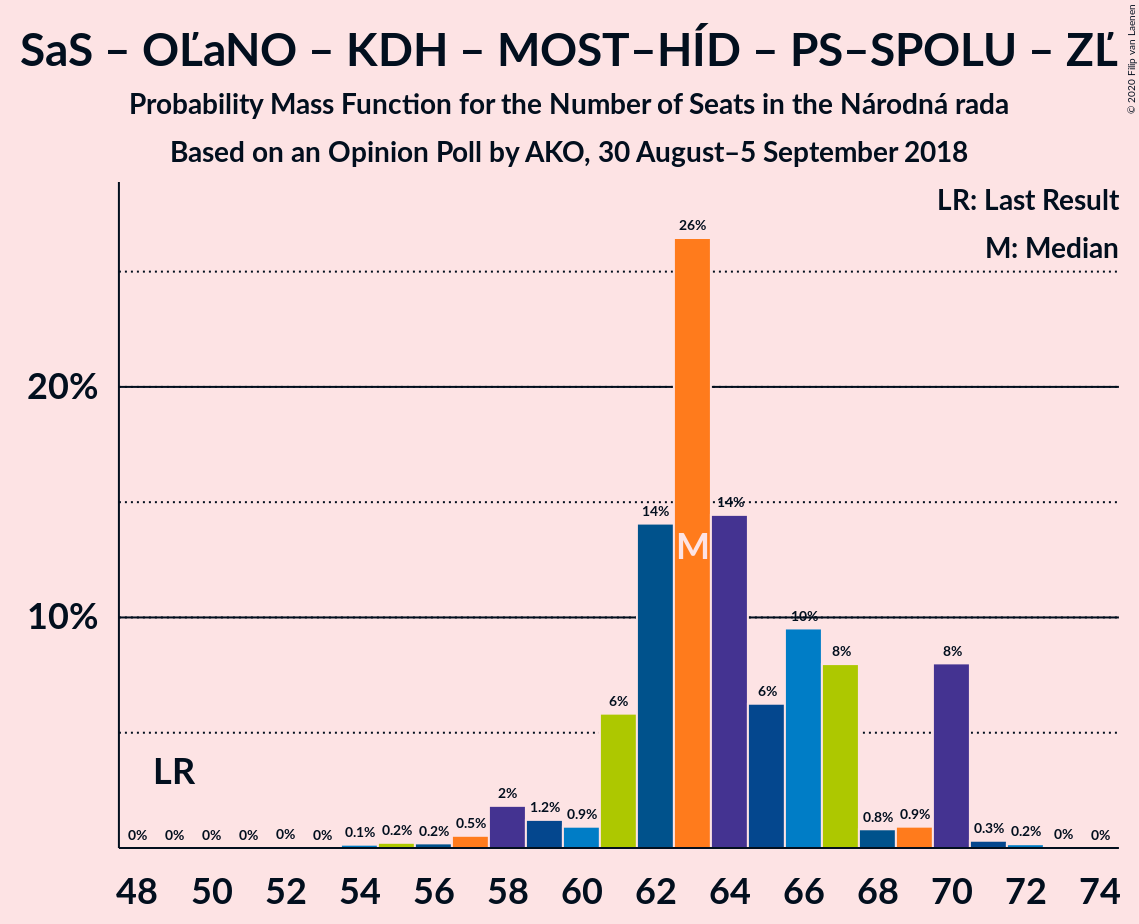 SaS – OĽaNO – KDH – MOST–HÍD – PS–SPOLU – ZĽ
Probability Mass Function for the Number of Seats in the Národná rada
Based on an Opinion Poll by AKO, 30 August–5 September 2018
© 2020 Filip van Laenen
LR: Last Result
M: Median
20%
10%
LR
M
0% 0% 0% 0% 0% 0% 0.1% 0.2% 0.2% 0.5% 2% 1.2% 0.9% 6% 14% 26% 14% 6% 10% 8% 0.8% 0.9% 8% 0.3% 0.2% 0% 0%
48 50 52 54 56 58 60 62 64 66 68 70 72 74